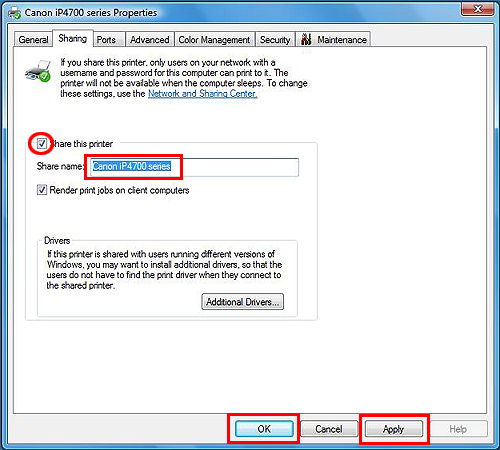 Canon iP4700 series Properties
General Sharing Ports Advanced Color Management Security Maintenance
If you share this printer, only users on your network with a
username and password for this computer can print to it. The
printer will not be available when the computer sleeps. To change
these settings, use the Network and Sharing Center.
Share this printer
Share name: Canon iP4700 series
Render print jobs on client computers
Drivers
If this printer is shared with users running different versions of
Windows, you may want to install additional drivers, so that the
users do not have to find the print driver when they connect to
the shared printer.
Additional Drivers...
OK Cancel Apply Help